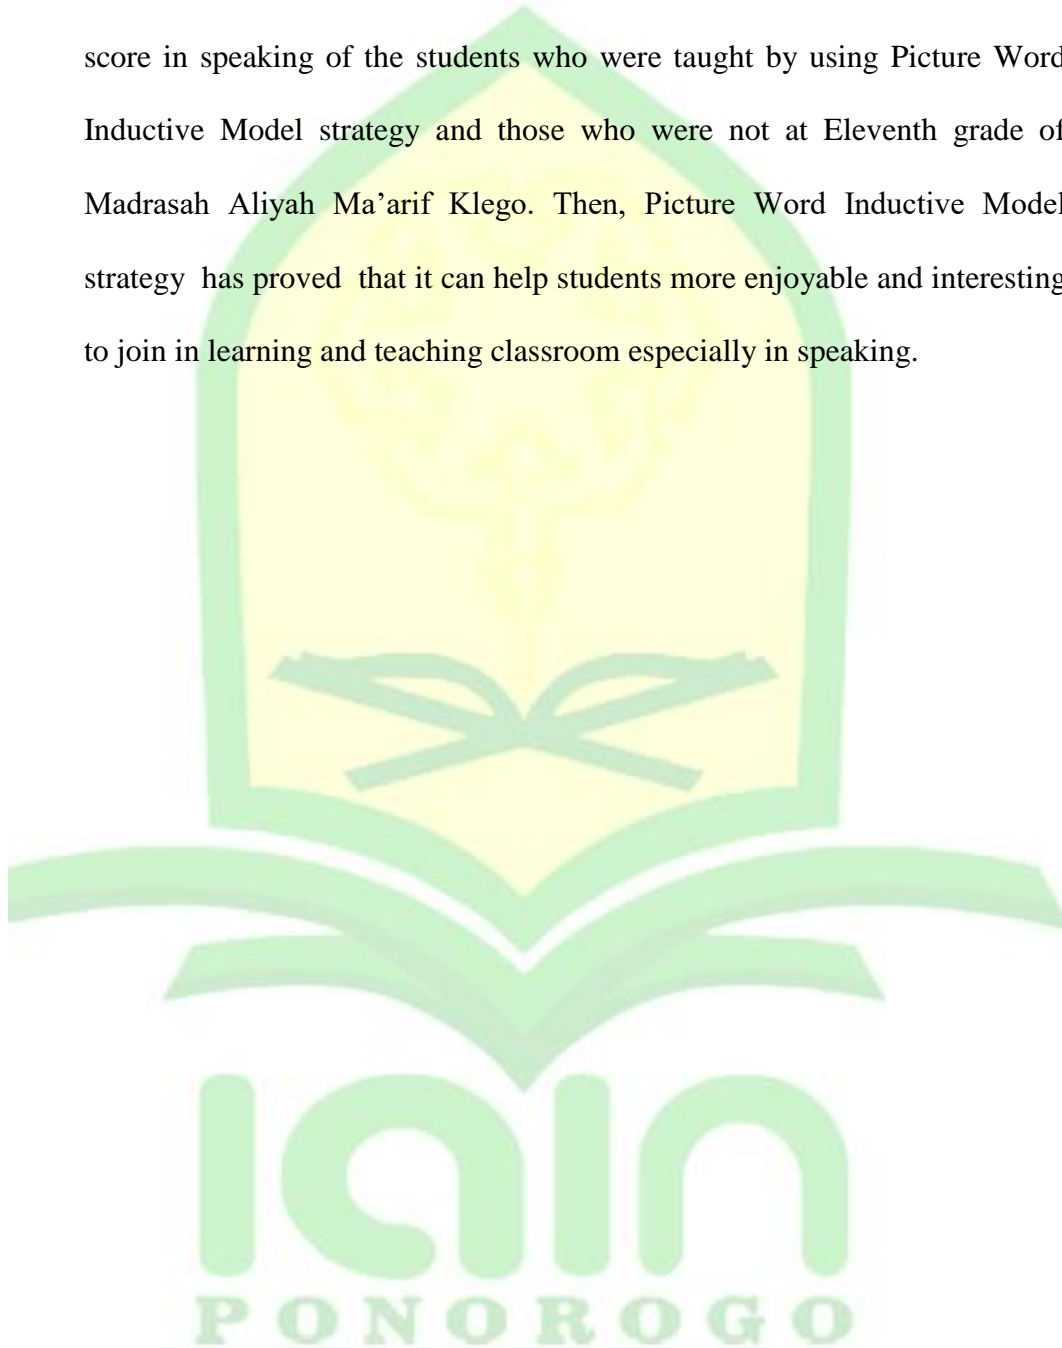 score in speaking of the students who were taught by using Picture Word
Inductive Model strategy and those who were not at Eleventh grade of
Madrasah Aliyah Ma’arif Klego. Then, Picture Word Inductive Model
strategy has proved that it can help students more enjoyable and interesting
to join in learning and teaching classroom especially in speaking.
iain
PONOROGO